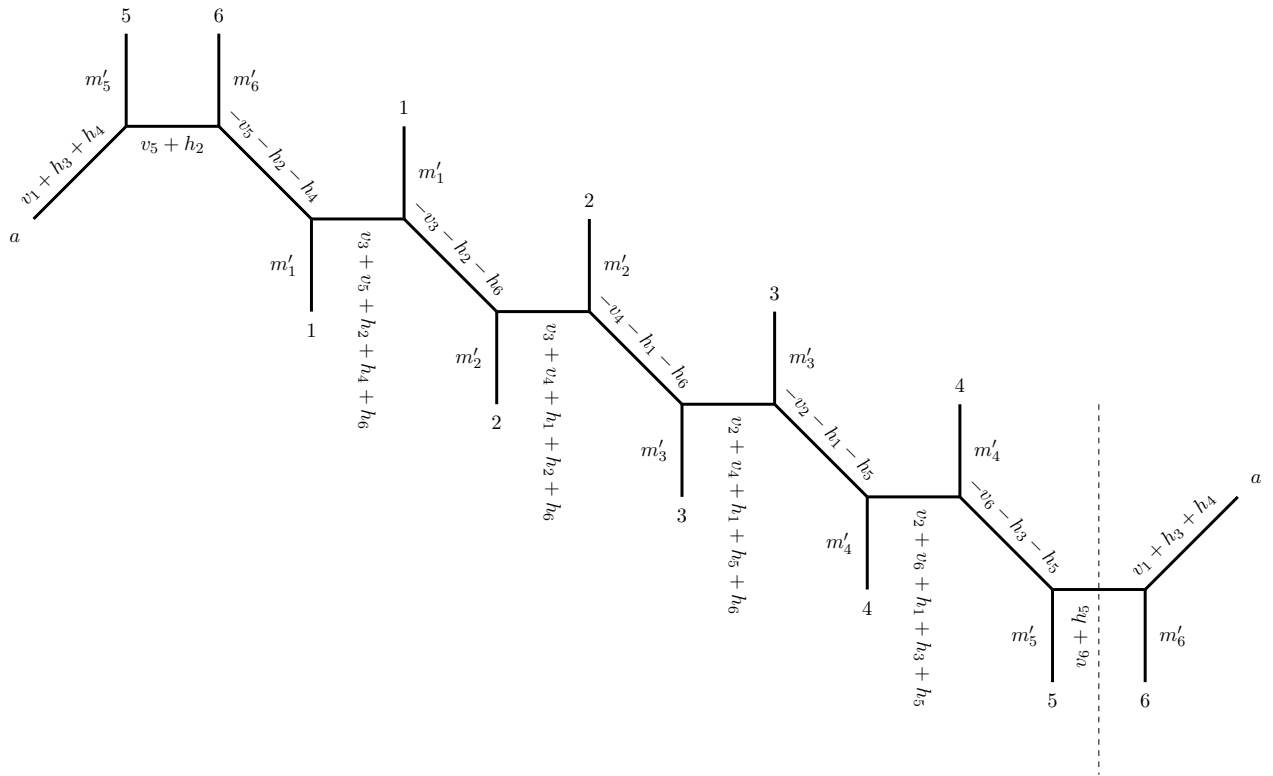 5
6
m′₅
m′₆
v₁ + h₃ + h₄
v₅ + h₂
−v₅ − h₂ − h₄
a
1
m′₁
m′₁
1
v₃ + v₅ + h₂ + h₄ + h₆
−v₃ − h₂ − h₆
2
m′₂
m′₂
2
v₃ + v₄ + h₁ + h₂ + h₆
−v₄ − h₁ − h₆
3
m′₃
m′₃
3
v₂ + v₄ + h₁ + h₅ + h₆
−v₂ − h₁ − h₅
4
m′₄
m′₄
4
v₂ + v₆ + h₁ + h₃ + h₅
−v₆ − h₃ − h₅
a
v₁ + h₃ + h₄
m′₅
v₆ + h₅
m′₆
5
6